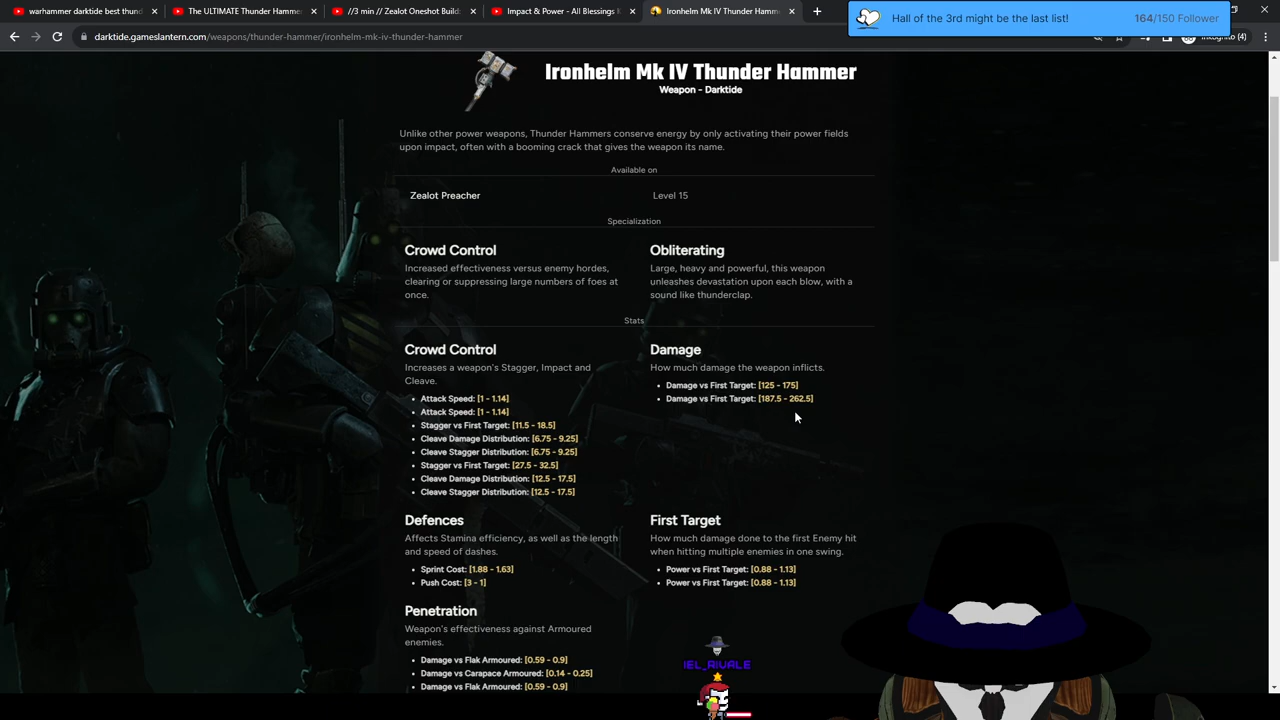 warhammer darktide best thund
The ULTIMATE Thunder Hamme
//3 min // Zealot Oneshot Build
Impact & Power - All Blessings
Ironhelm Mk IV Thunder Hamm
Hall of the 3rd might be the last list!
164/150 Follower
darktide.gameslantern.com/weapons/thunder-hammer/ironhelm-mk-iv-thunder-hammer
Ironhelm Mk IV Thunder Hammer
Weapon - Darktide
Unlike other power weapons, Thunder Hammers conserve energy by only activating their power fields
upon impact, often with a booming crack that gives the weapon its name.
Available on
Zealot Preacher
Level 15
Specialization
Crowd Control
Increased effectiveness versus enemy hordes,
clearing or suppressing large numbers of foes at
once.
Obliterating
Large, heavy and powerful, this weapon
unleashes devastation upon each blow, with a
sound like thunderclap.
Stats
Crowd Control
Increases a weapon's Stagger, Impact and
Cleave.
Attack Speed: [1 - 1.14]
Attack Speed: [1 - 1.14]
Stagger vs First Target: [11.5 - 18.5]
Cleave Damage Distribution: [6.75 - 9.25]
Cleave Stagger Distribution: [6.75 - 9.25]
Stagger vs First Target: [27.5 - 32.5]
Cleave Damage Distribution: [12.5 - 17.5]
Cleave Stagger Distribution: [12.5 - 17.5]
Damage
How much damage the weapon inflicts.
Damage vs First Target: [125 - 175]
Damage vs First Target: [187.5 - 262.5]
Defences
Affects Stamina efficiency, as well as the length
and speed of dashes.
Sprint Cost: [1.88 - 1.63]
Push Cost: [3 - 1]
First Target
How much damage done to the first Enemy hit
when hitting multiple enemies in one swing.
Power vs First Target: [0.88 - 1.13]
Power vs First Target: [0.88 - 1.13]
Penetration
Weapon's effectiveness against Armoured
enemies.
Damage vs Flak Armoured: [0.59 - 0.9]
Damage vs Carapace Armoured: [0.14 - 0.25]
Damage vs Flak Armoured: [0.59 - 0.9]
IEL_RIVALE